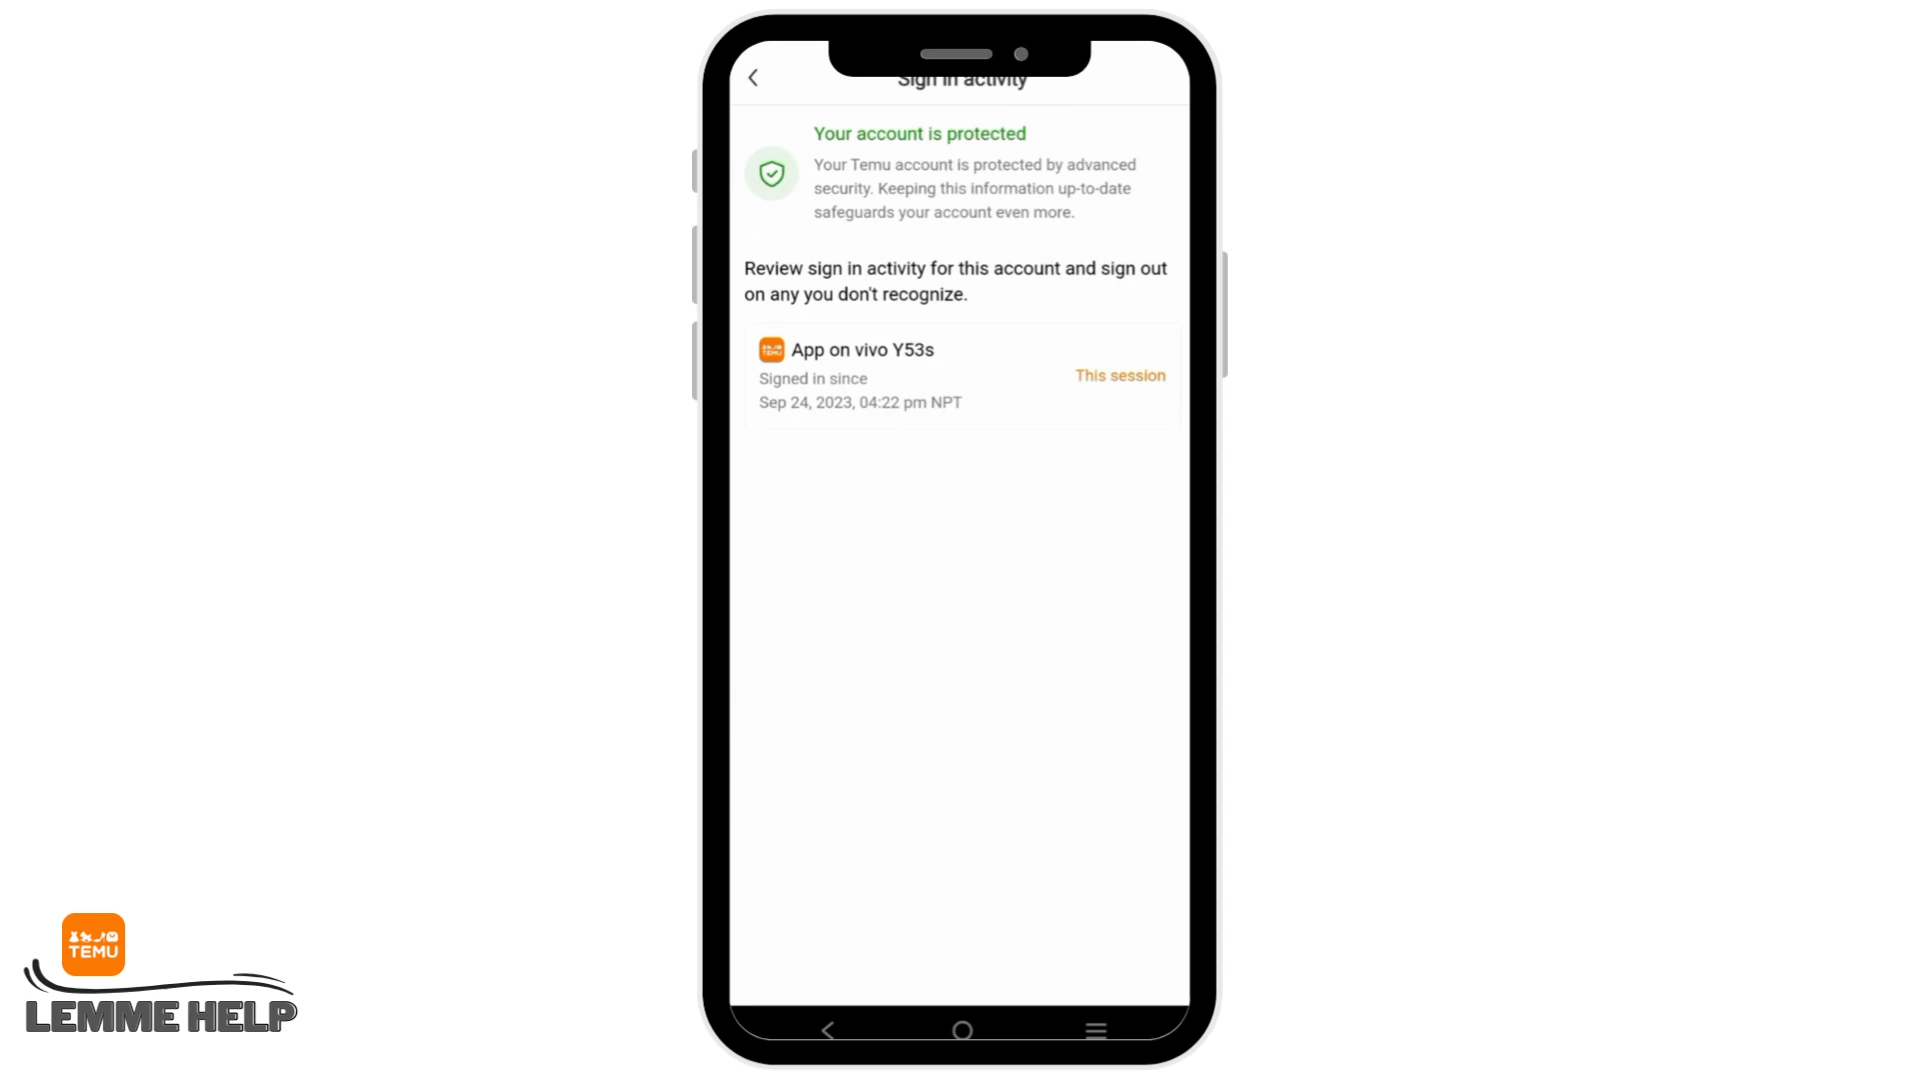 Sign in activity
Your account is protected
Your Temu account is protected by advanced
security. Keeping this information up-to-date
safeguards your account even more.
Review sign in activity for this account and sign out
on any you don't recognize.
TEMU
App on vivo Y53s
Signed in since
This session
Sep 24, 2023, 04:22 pm NPT
TEMU
LEMME HELP